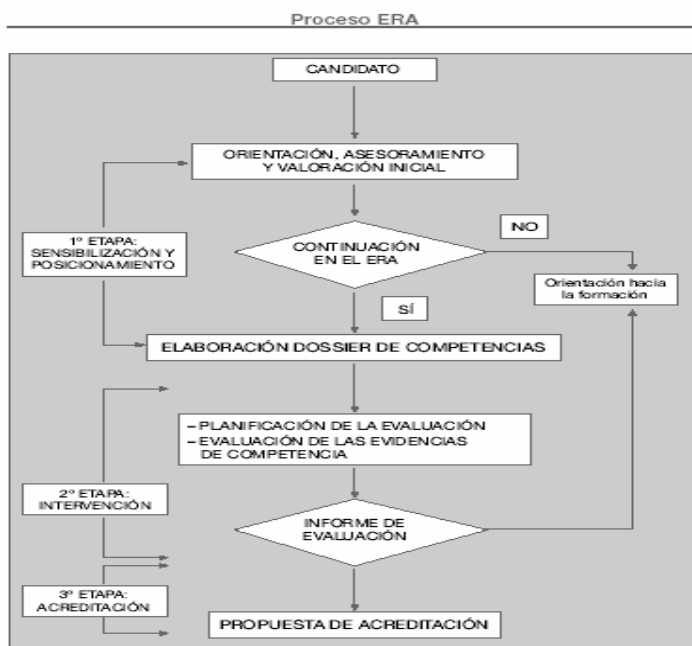 Proceso ERA
CANDIDATO
ORIENTACIÓN, ASESORAMIENTO
Y VALORACIÓN INICIAL
NO
1º ETAPA:
SENSIBILIZACIÓN Y
POSICIONAMIENTO
CONTINUACIÓN
EN EL ERA
Orientación hacia
la formación
SÍ
ELABORACIÓN DOSSIER DE COMPETENCIAS
– PLANIFICACIÓN DE LA EVALUACIÓN
– EVALUACIÓN DE LAS EVIDENCIAS
DE COMPETENCIA
2º ETAPA:
INTERVENCIÓN
INFORME DE
EVALUACIÓN
3º ETAPA:
ACREDITACIÓN
PROPUESTA DE ACREDITACIÓN